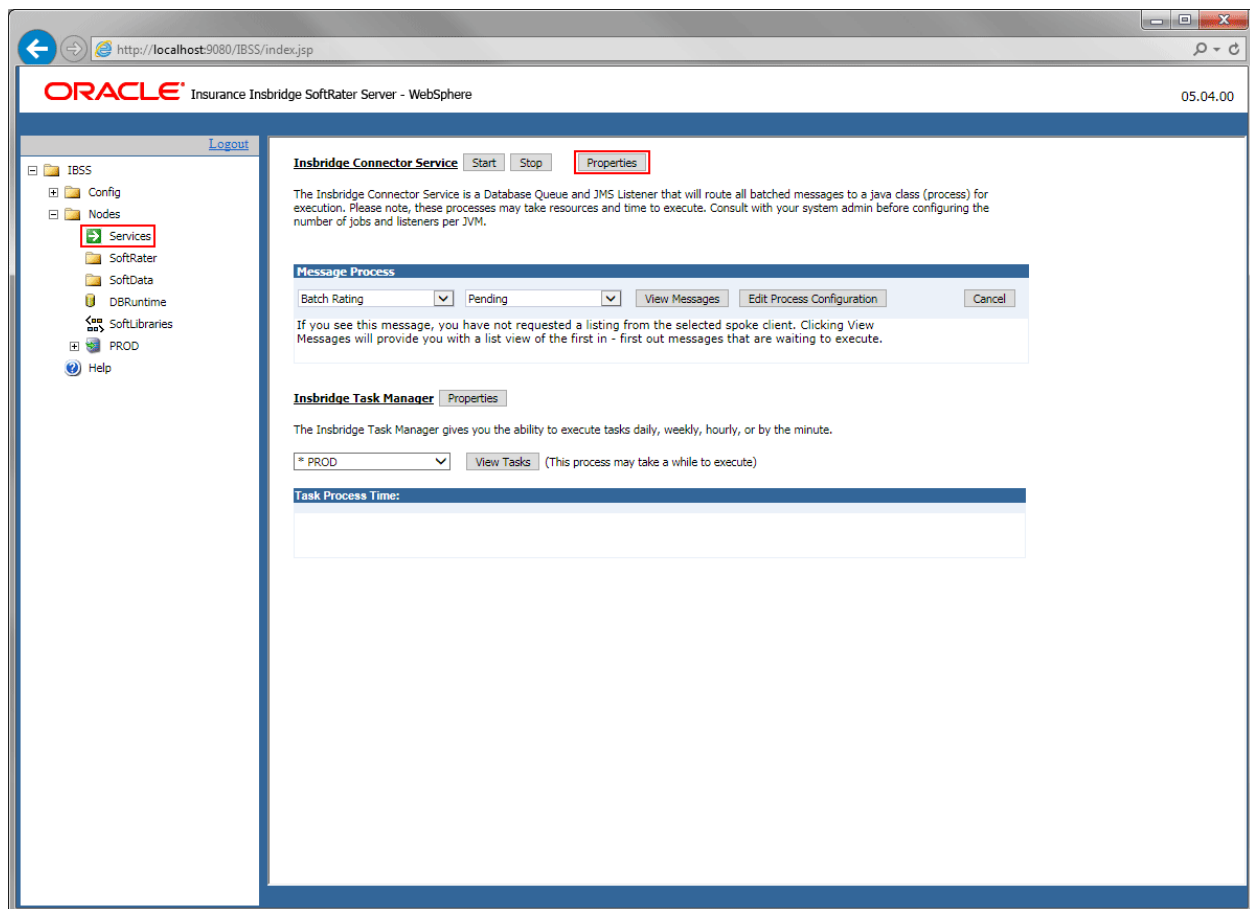 http://localhost:9080/IBSS/index.jsp
ORACLE Insurance Insbridge SoftRater Server - WebSphere
05.04.00
Logout
IBSS
Config
Nodes
Services
SoftRater
SoftData
DBRuntime
SoftLibraries
PROD
Help
Insbridge Connector Service Start Stop Properties
The Insbridge Connector Service is a Database Queue and JMS Listener that will route all batched messages to a java class (process) for
execution. Please note, these processes may take resources and time to execute. Consult with your system admin before configuring the
number of jobs and listeners per JVM.
Message Process
Batch Rating Pending View Messages Edit Process Configuration Cancel
If you see this message, you have not requested a listing from the selected spoke client. Clicking View
Messages will provide you with a list view of the first in - first out messages that are waiting to execute.
Insbridge Task Manager Properties
The Insbridge Task Manager gives you the ability to execute tasks daily, weekly, hourly, or by the minute.
* PROD View Tasks (This process may take a while to execute)
Task Process Time: